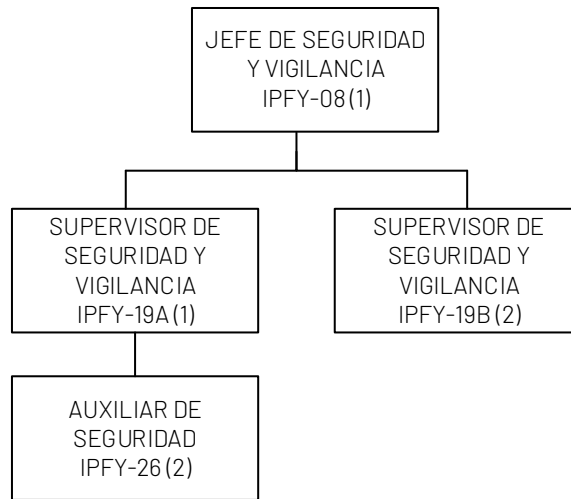 JEFE DE SEGURIDAD
Y VIGILANCIA
IPFY-08 (1)
SUPERVISOR DE
SEGURIDAD Y
VIGILANCIA
IPFY-19A (1)
SUPERVISOR DE
SEGURIDAD Y
VIGILANCIA
IPFY-19B (2)
AUXILIAR DE
SEGURIDAD
IPFY-26 (2)